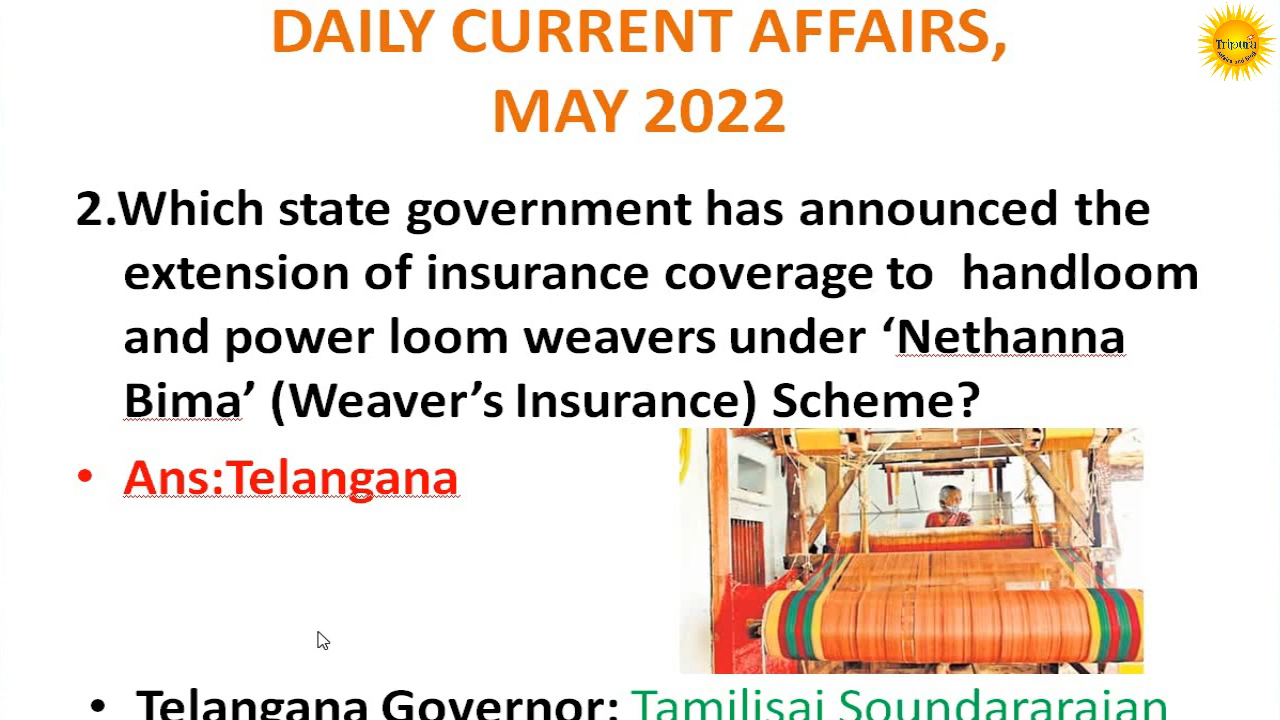 DAILY CURRENT AFFAIRS,
MAY 2022
Tripura
2.Which state government has announced the
extension of insurance coverage to handloom
and power loom weavers under ‘Nethanna
Bima’ (Weaver’s Insurance) Scheme?
• Ans:Telangana
• Telangana Governor: Tamilisai Soundararajan